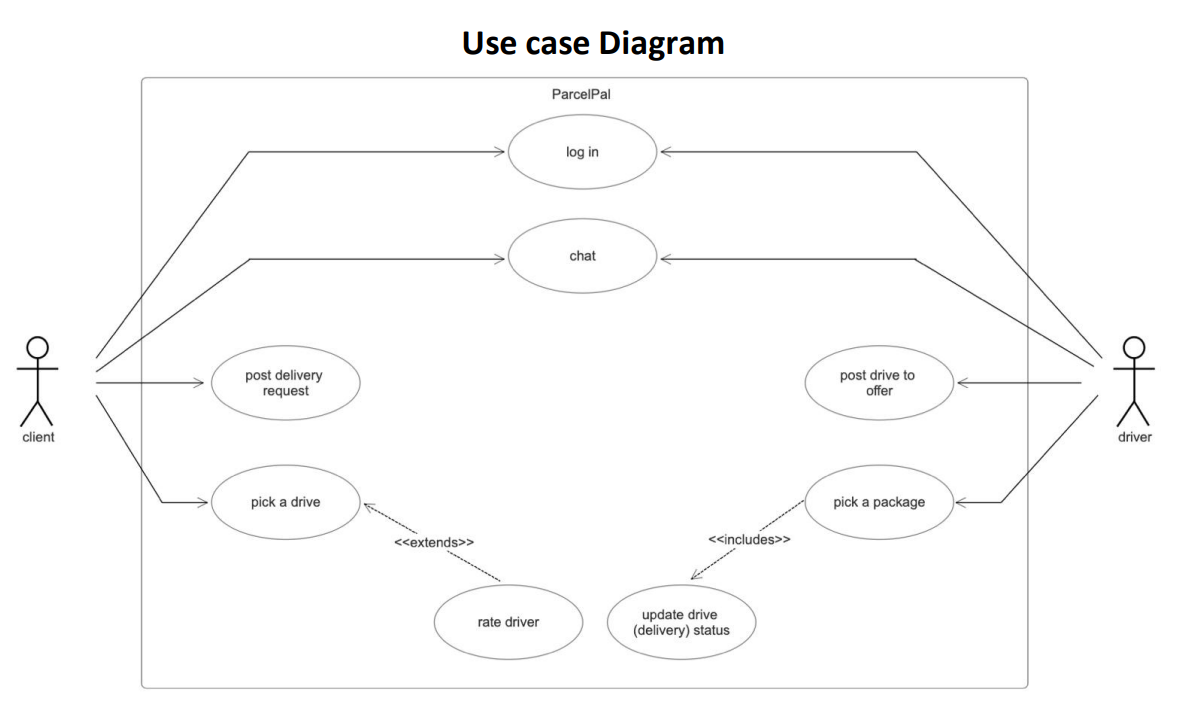 Use case Diagram
ParcelPal
log in
chat
post delivery
request
post drive to
offer
client
driver
pick a drive
pick a package
<<extends>>
<<includes>>
rate driver
update drive
(delivery) status